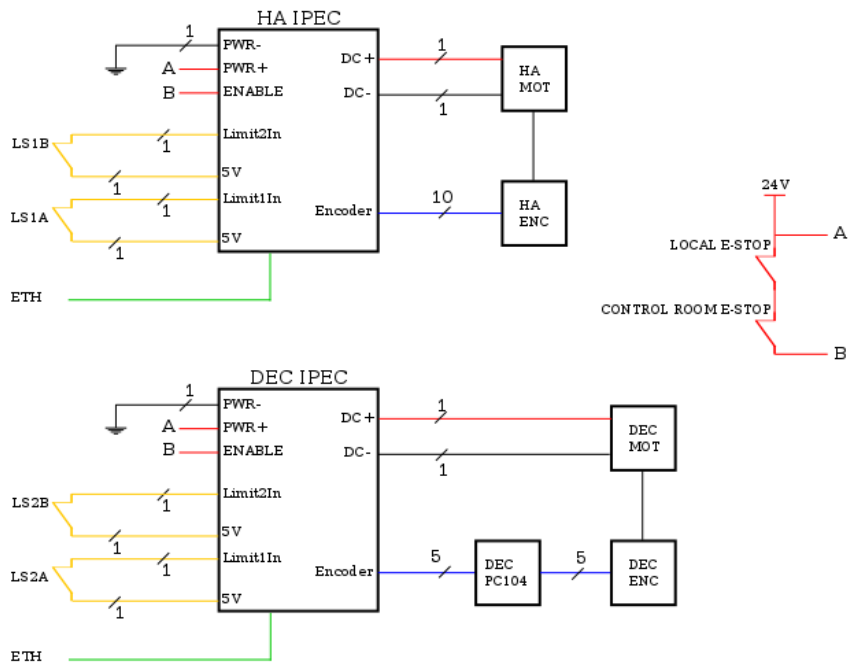 HA IPEC
1
PWR-
A
PWR+
B
ENABLE
DC+
1
DC-
1
HA
MOT
LS1B
Limit2In
1
5V
1
LS1A
Limit1In
1
5V
1
Encoder
10
HA
ENC
ETH
24V
A
LOCAL E-STOP
CONTROL ROOM E-STOP
B
DEC IPEC
1
PWR-
A
PWR+
B
ENABLE
DC+
1
DC-
1
DEC
MOT
LS2B
Limit2In
1
5V
1
LS2A
Limit1In
1
5V
1
Encoder
5
DEC
PC104
5
DEC
ENC
ETH